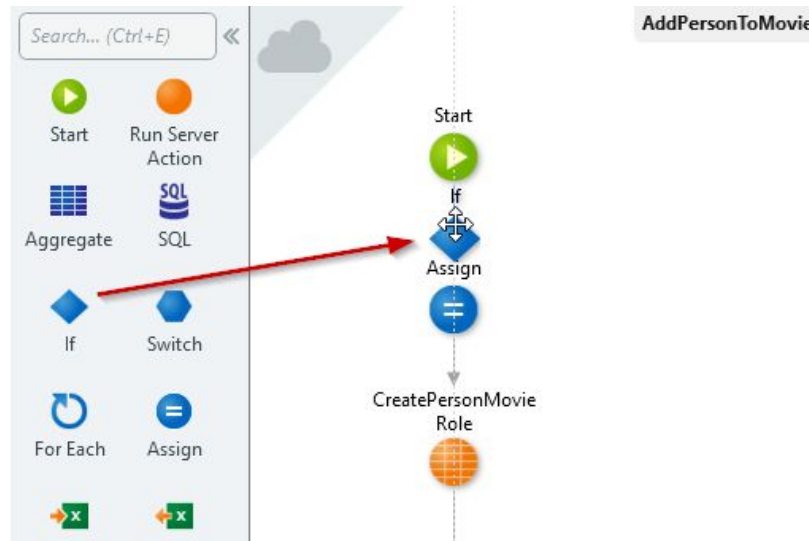 Search... (Ctrl+E)
AddPersonToMovie
Start
Run Server
Action
Aggregate
SQL
SQL
If
Switch
For Each
Assign
x
x
Start
If
Assign
CreatePersonMovie
Role